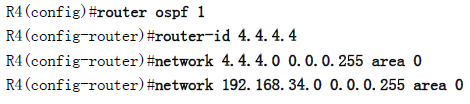 R4(config)#router ospf 1
R4(config-router)#router-id 4.4.4.4
R4(config-router)#network 4.4.4.0 0.0.0.255 area 0
R4(config-router)#network 192.168.34.0 0.0.0.255 area 0